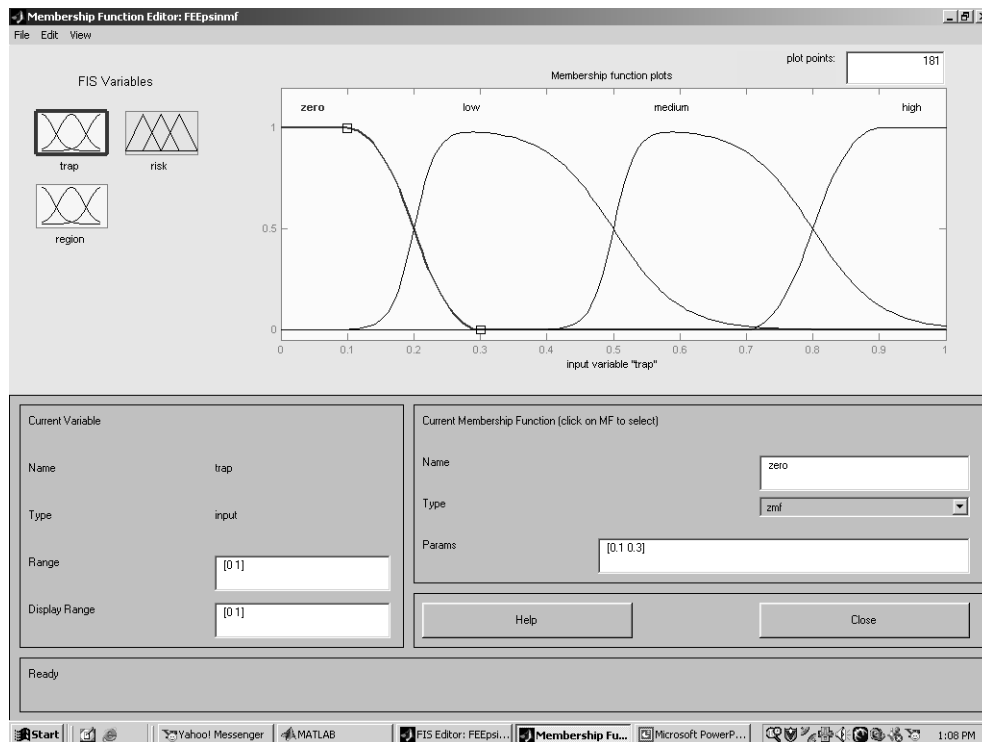 Membership Function Editor: FEEpsinmf
File Edit View
plot points: 181
FIS Variables
Membership function plots
trap risk
region
zero low medium high
1
0.5
0
0 0.1 0.2 0.3 0.4 0.5 0.6 0.7 0.8 0.9 1
input variable "trap"
Current Variable
Name trap
Type input
Range [0 1]
Display Range [0 1]
Current Membership Function (click on MF to select)
Name zero
Type zmf
Params [0.1 0.3]
Help Close
Ready
Start Yahoo! Messenger MATLAB FIS Editor: FEEpsi... Membership Fu... Microsoft PowerP... 1:08 PM